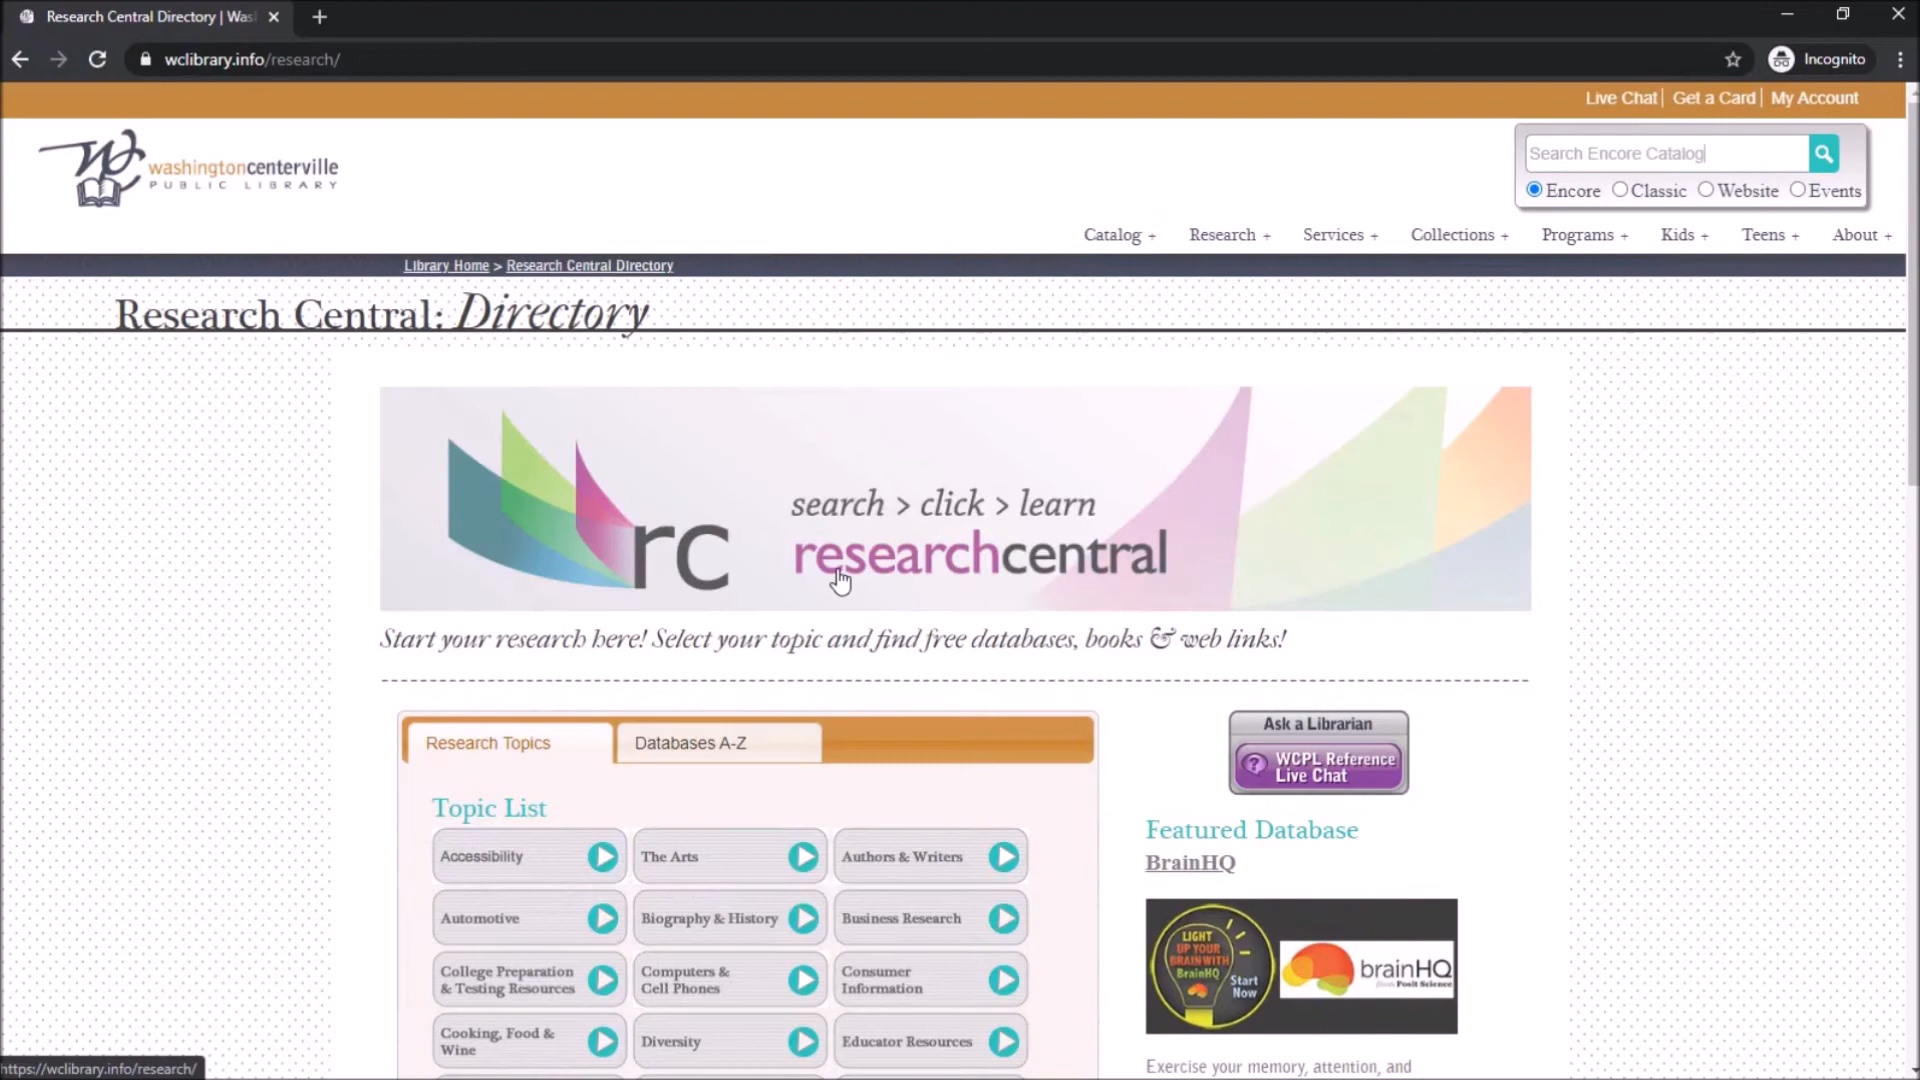 Research Central Directory | Was
wclibrary.info/research/
Incognito
Live Chat | Get a Card | My Account
washingtoncenterville
PUBLIC LIBRARY
Search Encore Catalog
Encore Classic Website Events
Catalog + Research + Services + Collections + Programs + Kids + Teens + About +
Library Home > Research Central Directory
Research Central: Directory
search > click > learn
rc researchcentral
Start your research here! Select your topic and find free databases, books & web links!
Research Topics
Databases A-Z
Ask a Librarian
WCPL Reference
Live Chat
Topic List
Featured Database
BrainHQ
Accessibility
The Arts
Authors & Writers
Automotive
Biography & History
Business Research
College Preparation
& Testing Resources
Computers &
Cell Phones
Consumer
Information
Cooking, Food &
Wine
Diversity
Educator Resources
LIGHT
UP YOUR
BRAIN WITH
BrainHQ
Start
Now
brainHQ
from Posit Science
Exercise your memory, attention, and
https://wclibrary.info/research/